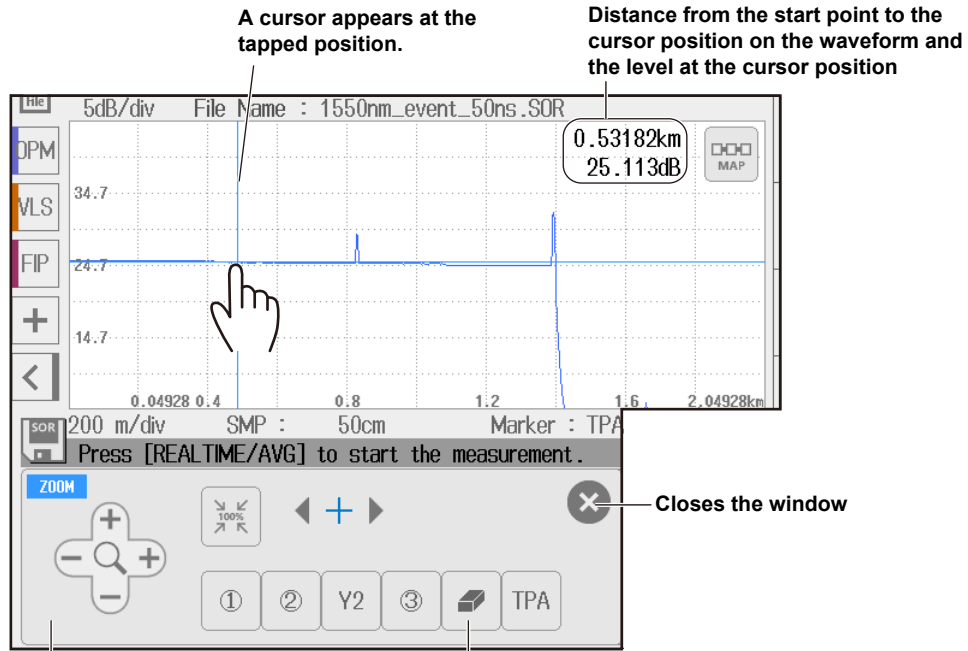 A cursor appears at the
tapped position.
Distance from the start point to the
cursor position on the waveform and
the level at the cursor position
File
5dB/div File Name : 1550nm_event_50ns.SOR
0.53182km
25.113dB
MAP
OPM
VLS
FIP
34.7
24.7
14.7
0.04928 0.4 0.8 1.2 1.6 2.04928km
200 m/div SMP : 50cm Marker : TPA
SOR
Press [REALTIME/AVG] to start the measurement.
ZOOM
100%
Closes the window
① ② Y2 ③ TPA